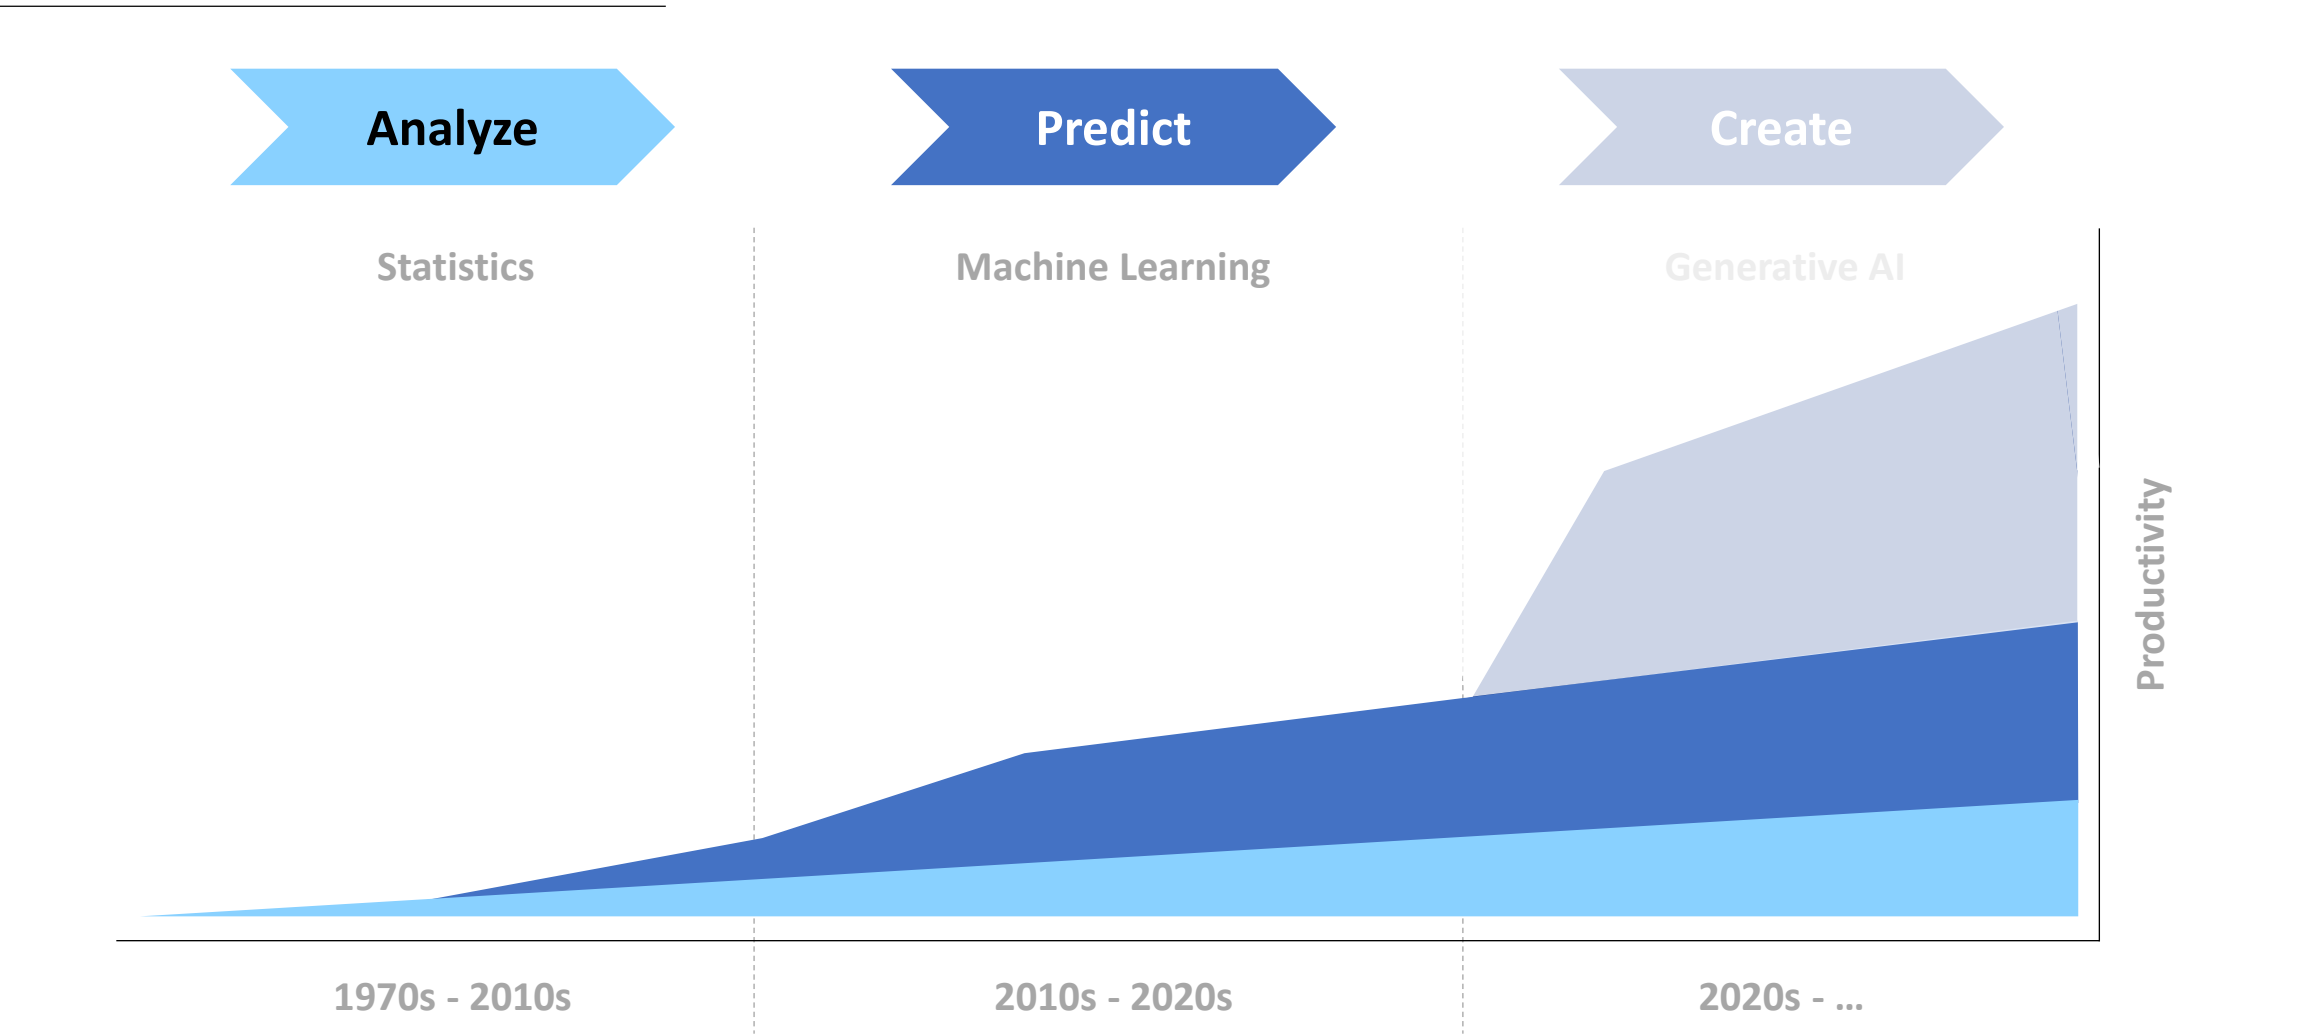 Analyze
Predict
Create
Statistics
Machine Learning
Generative AI
Productivity
1970s - 2010s
2010s - 2020s
2020s - ...